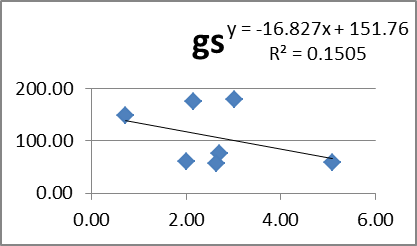 gs
y = -16.827x + 151.76
R² = 0.1505
200.00
100.00
0.00
0.00 2.00 4.00 6.00